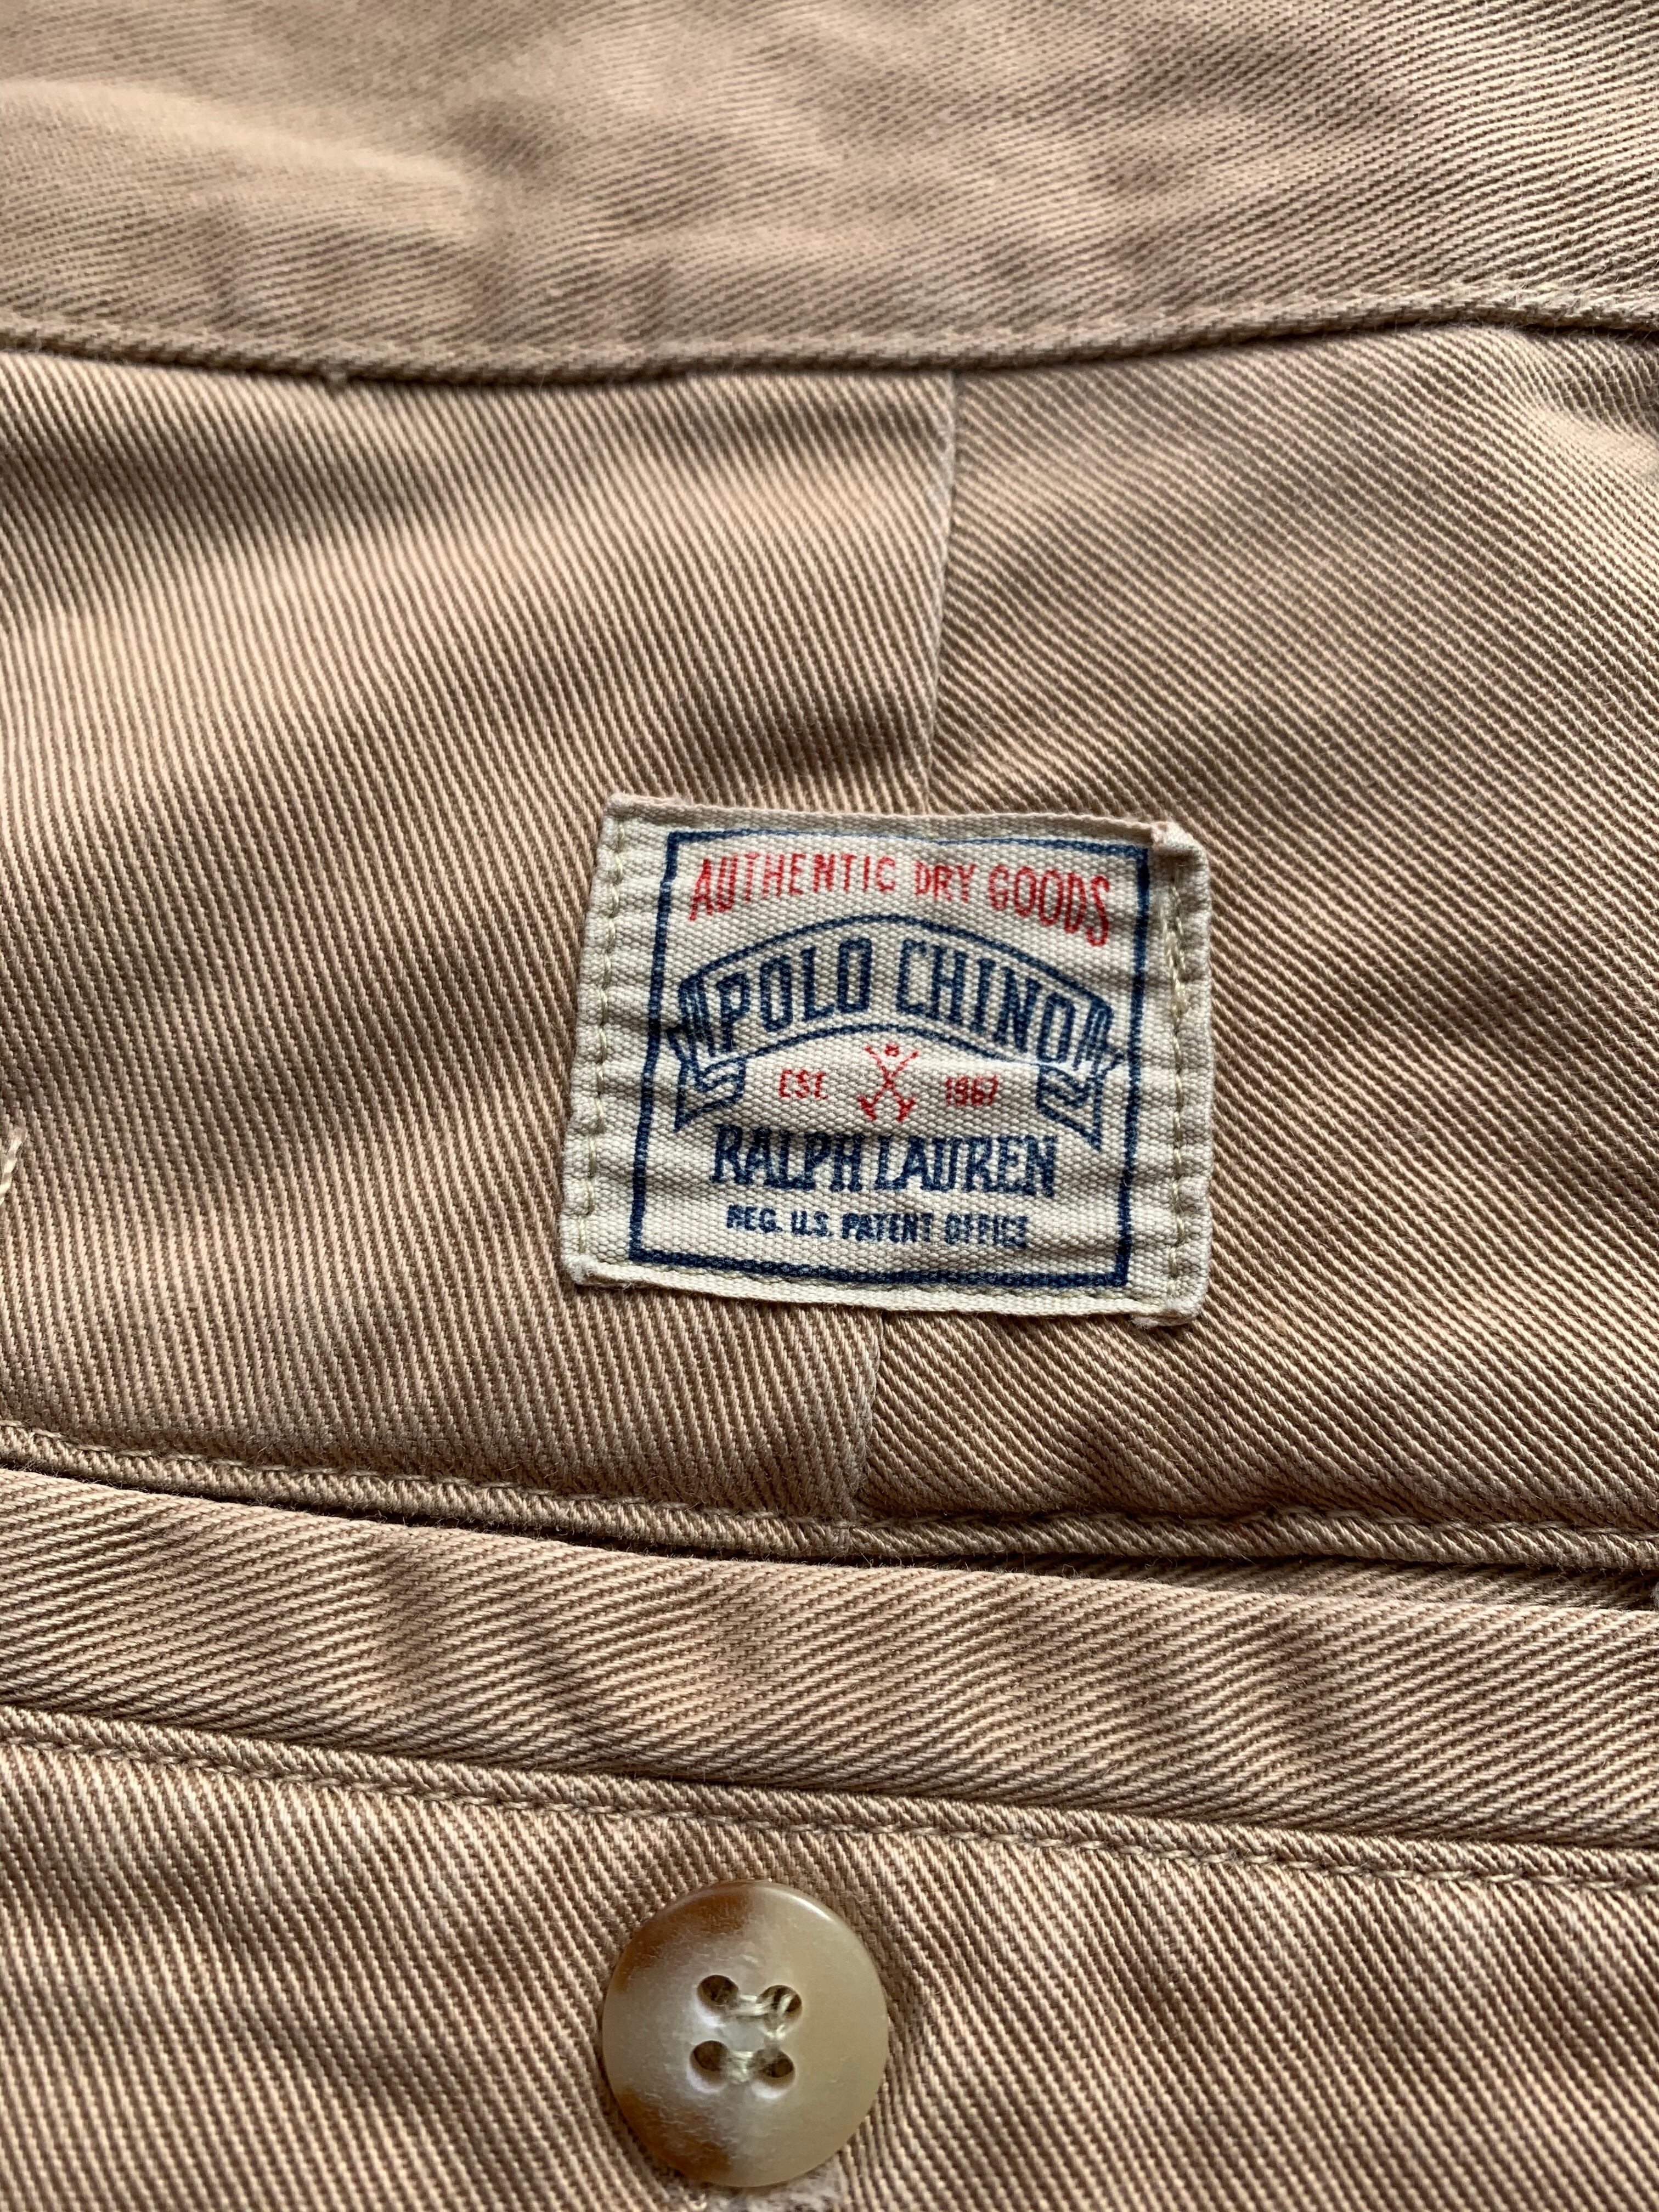 AUTHENTIC DRY GOODS
POLO CHINO
EST. 1967
RALPH LAUREN
REG. U.S. PATENT OFFICE